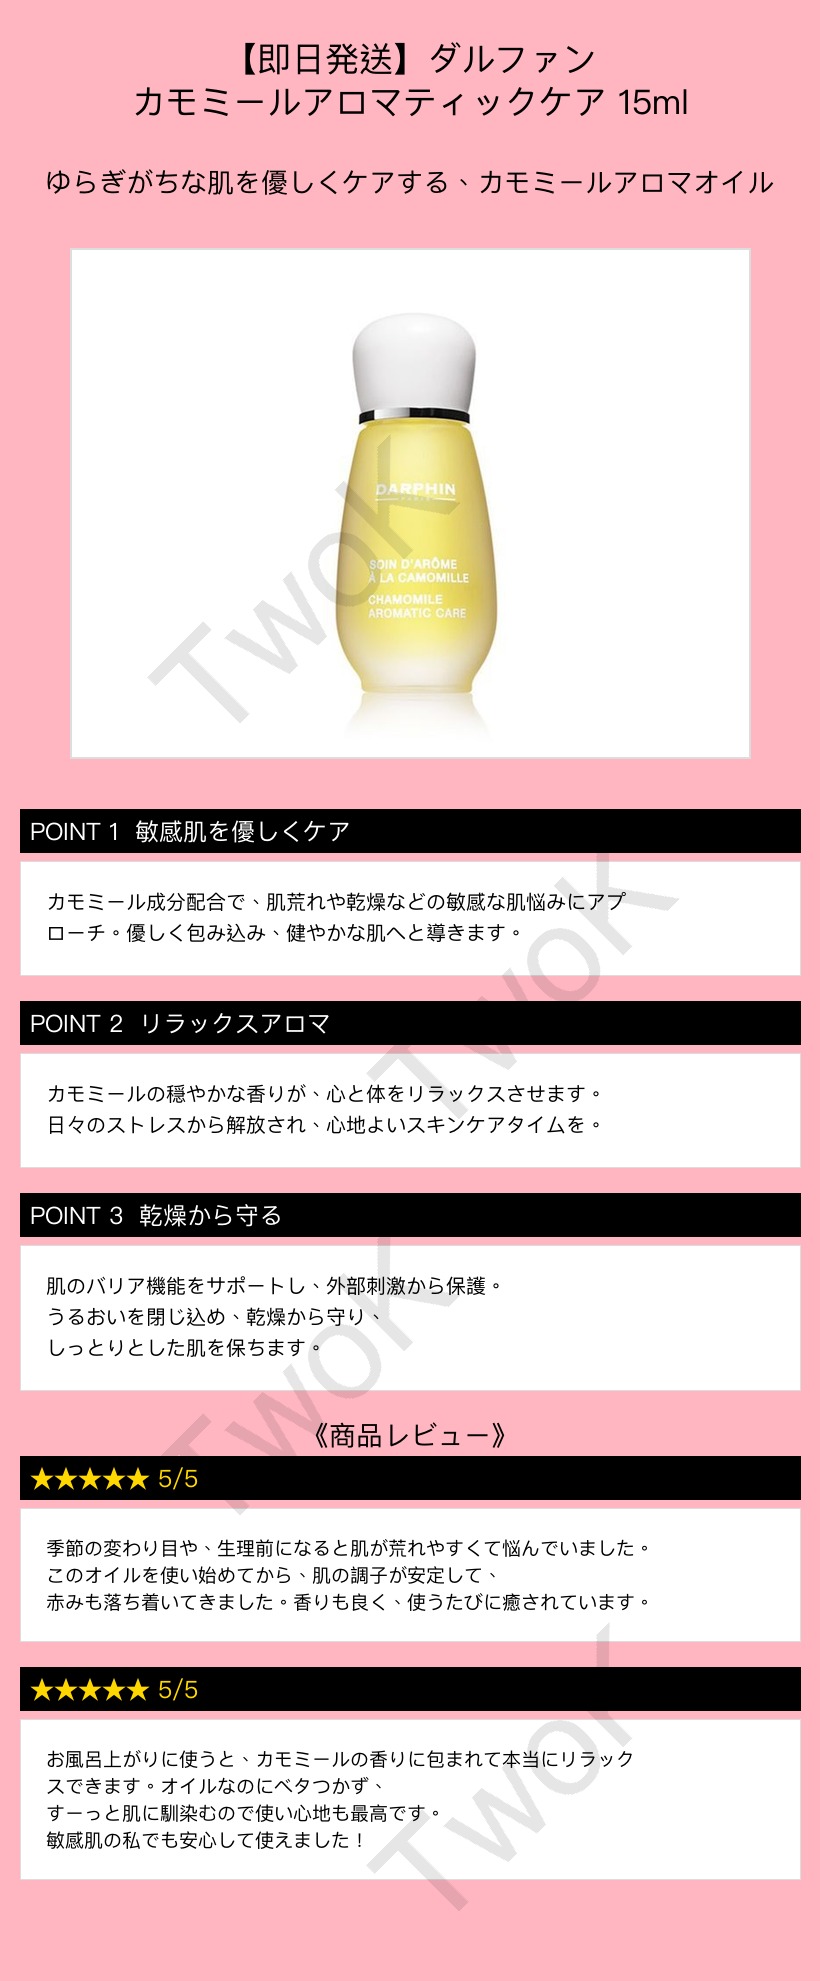 【即日発送】ダルファン
カモミールアロマティックケア 15ml
ゆらぎがちな肌を優しくケアする、カモミールアロマオイル
DARPHIN
SOIN D'ARÔME
À LA CAMOMILLE
CHAMOMILE
AROMATIC CARE
TwoK
POINT 1 敏感肌を優しくケア
カモミール成分配合で、肌荒れや乾燥などの敏感な肌悩みにアプ
ローチ。優しく包み込み、健やかな肌へと導きます。
TwoK
POINT 2 リラックスアロマ
カモミールの穏やかな香りが、心と体をリラックスさせます。
日々のストレスから解放され、心地よいスキンケアタイムを。
POINT 3 乾燥から守る
肌のバリア機能をサポートし、外部刺激から保護。
うるおいを閉じ込め、乾燥から守り、
しっとりとした肌を保ちます。
TwoK
《商品レビュー》
★★★★★ 5/5
季節の変わり目や、生理前になると肌が荒れやすくて悩んでいました。
このオイルを使い始めてから、肌の調子が安定して、
赤みも落ち着いてきました。香りも良く、使うたびに癒されています。
★★★★★ 5/5
お風呂上がりに使うと、カモミールの香りに包まれて本当にリラック
スできます。オイルなのにベタつかず、
すーっと肌に馴染むので使い心地も最高です。
敏感肌の私でも安心して使えました！
TwoK